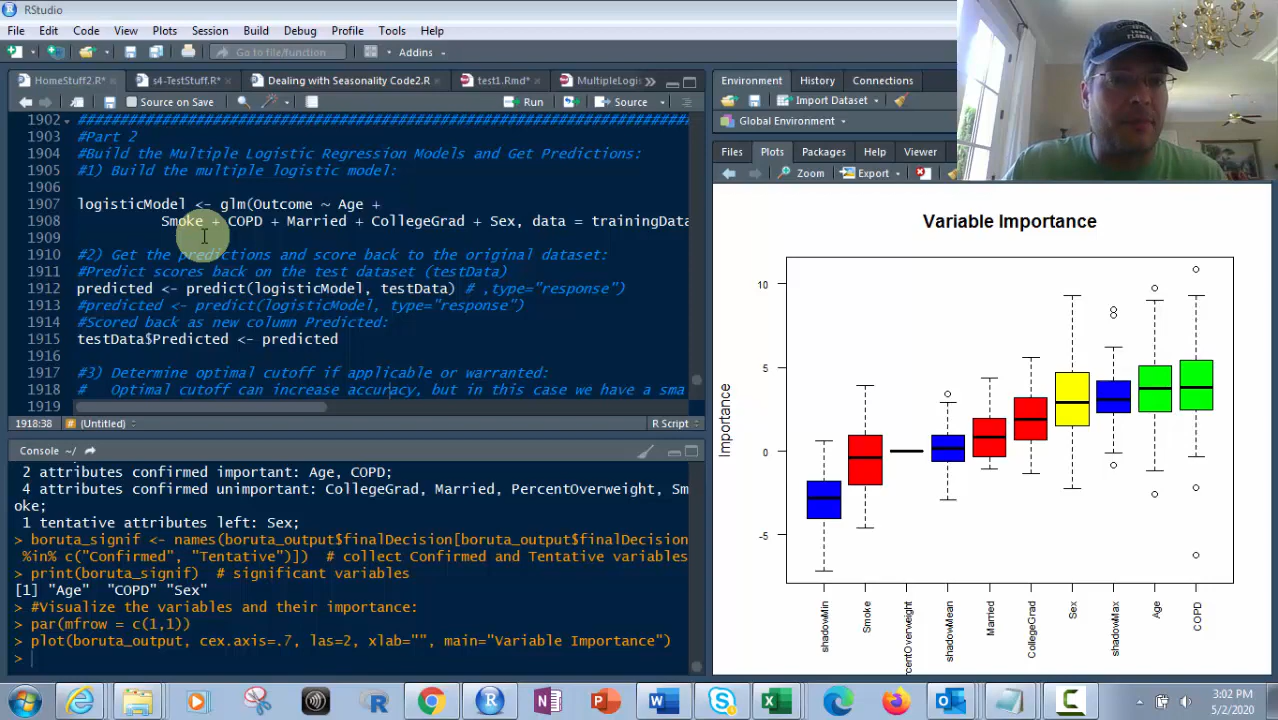 RStudio
File Edit Code View Plots Session Build Debug Profile Tools Help
Go to file/function Addins
HomeStuff2.R* s4-TestStuff.R* Dealing with Seasonality Code2.R test1.Rmd* MultipleLogis
Source on Save Run Source
1902 ################################################################
1903 #Part 2
1904 #Build the Multiple Logistic Regression Models and Get Predictions:
1905 #1) Build the multiple logistic model:
1906
1907 logisticModel <- glm(Outcome ~ Age +
1908 Smoke + COPD + Married + CollegeGrad + Sex, data = trainingData
1909
1910 #2) Get the predictions and score back to the original dataset:
1911 #Predict scores back on the test dataset (testData)
1912 predicted <- predict(logisticModel, testData) # ,type="response")
1913 #predicted <- predict(logisticModel, type="response")
1914 #Scored back as new column Predicted:
1915 testData$Predicted <- predicted
1916
1917 #3) Determine optimal cutoff if applicable or warranted:
1918 # Optimal cutoff can increase accuracy, but in this case we have a sma
1919
1918:38 (Untitled) R Script
Console ~/
2 attributes confirmed important: Age, COPD;
4 attributes confirmed unimportant: CollegeGrad, Married, PercentOverweight, Sm
oke;
1 tentative attributes left: Sex;
> boruta_signif <- names(boruta_output$finalDecision[boruta_output$finalDecision
%in% c("Confirmed", "Tentative")]) # collect Confirmed and Tentative variables
> print(boruta_signif) # significant variables
[1] "Age" "COPD" "Sex"
> #Visualize the variables and their importance:
> par(mfrow = c(1,1))
> plot(boruta_output, cex.axis=.7, las=2, xlab="", main="Variable Importance")
>
Environment History Connections
Import Dataset
Global Environment
Files Plots Packages Help Viewer
Zoom Export
Variable Importance
Importance
10
5
0
-5
shadowMin
Smoke
ercentOverweight
shadowMean
Married
CollegeGrad
Sex
shadowMax
Age
COPD
3:02 PM
5/2/2020